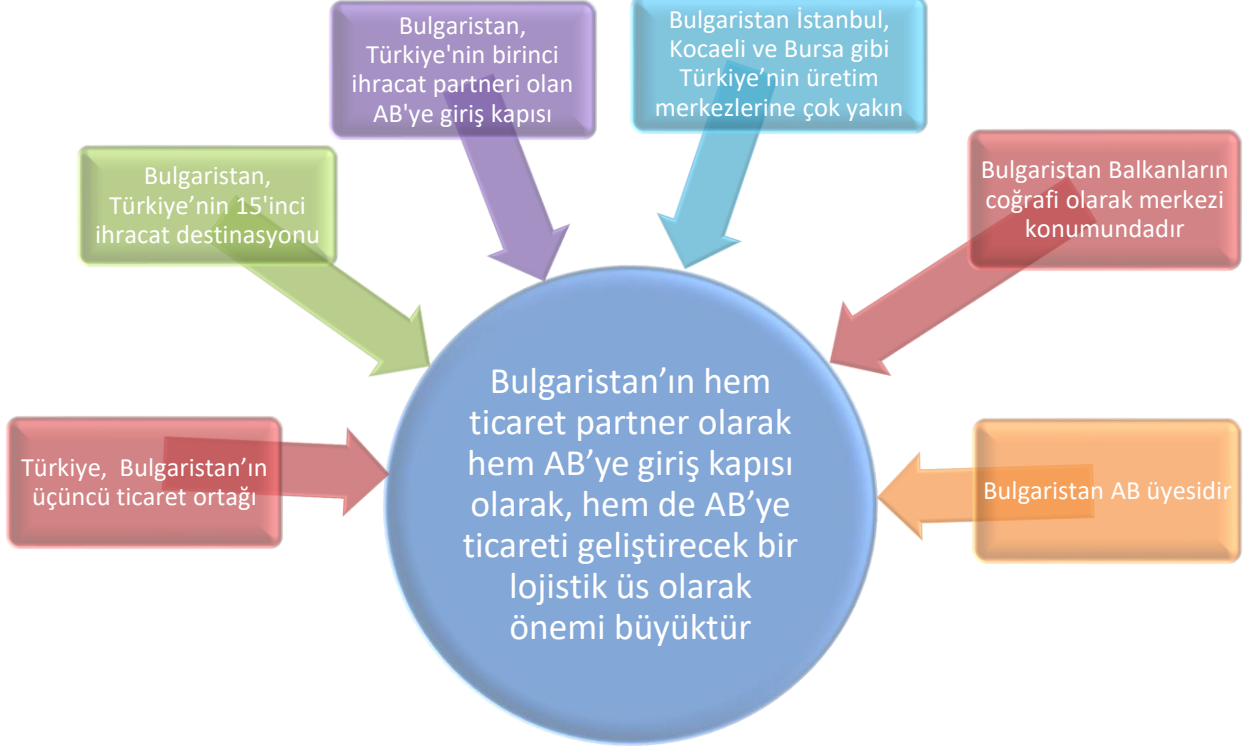 Bulgaristan,
Türkiye'nin birinci
ihracat partneri olan
AB'ye giriş kapısı
Bulgaristan İstanbul,
Kocaeli ve Bursa gibi
Türkiye’nin üretim
merkezlerine çok yakın
Bulgaristan,
Türkiye’nin 15'inci
ihracat destinasyonu
Bulgaristan Balkanların
coğrafi olarak merkezi
konumundadır
Türkiye, Bulgaristan’ın
üçüncü ticaret ortağı
Bulgaristan AB üyesidir
Bulgaristan’ın hem
ticaret partner olarak
hem AB’ye giriş kapısı
olarak, hem de AB’ye
ticareti geliştirecek bir
lojistik üs olarak
önemi büyüktür